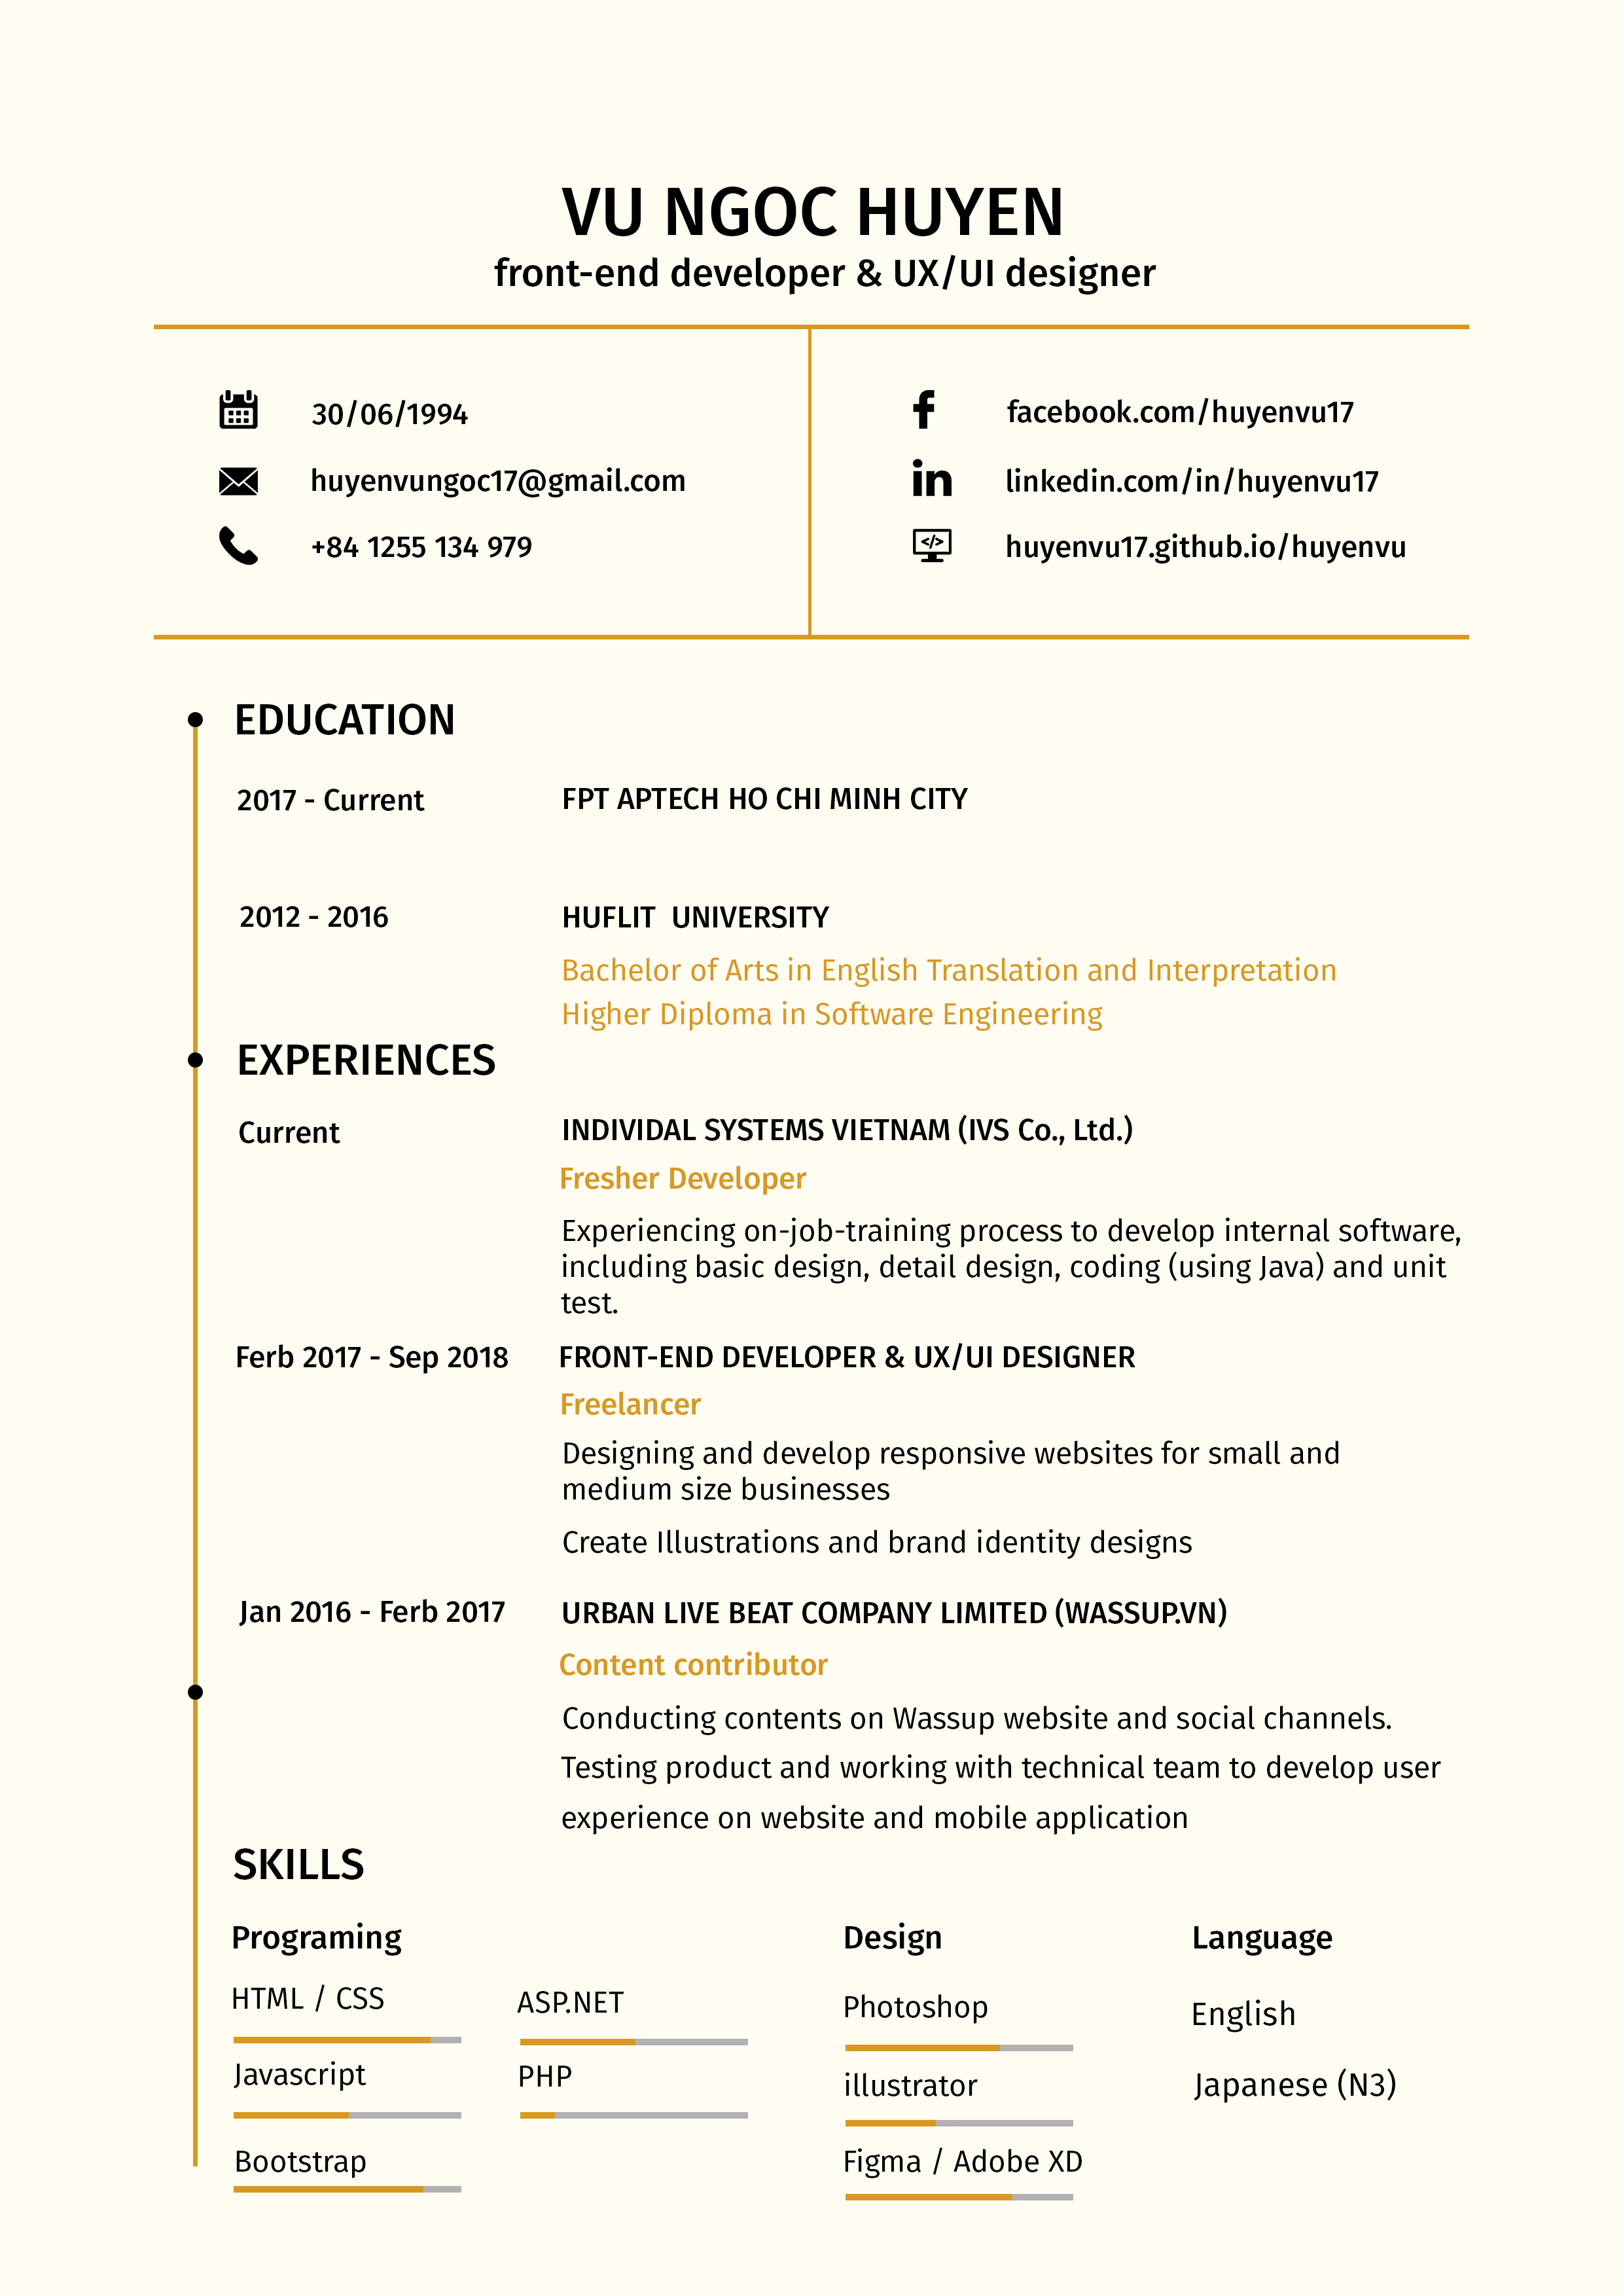 VU NGOC HUYEN
front-end developer & UX/UI designer
30/06/1994
huyenvungoc17@gmail.com
+84 1255 134 979
facebook.com/huyenvu17
linkedin.com/in/huyenvu17
huyenvu17.github.io/huyenvu
EDUCATION
2017 - Current
FPT APTECH HO CHI MINH CITY
2012 - 2016
HUFLIT UNIVERSITY
Bachelor of Arts in English Translation and Interpretation
Higher Diploma in Software Engineering
EXPERIENCES
Current
INDIVIDAL SYSTEMS VIETNAM (IVS Co., Ltd.)
Fresher Developer
Experiencing on-job-training process to develop internal software,
including basic design, detail design, coding (using Java) and unit
test.
Ferb 2017 - Sep 2018
FRONT-END DEVELOPER & UX/UI DESIGNER
Freelancer
Designing and develop responsive websites for small and
medium size businesses
Create Illustrations and brand identity designs
Jan 2016 - Ferb 2017
URBAN LIVE BEAT COMPANY LIMITED (WASSUP.VN)
Content contributor
Conducting contents on Wassup website and social channels.
Testing product and working with technical team to develop user
experience on website and mobile application
SKILLS
Programing
HTML / CSS
Javascript
Bootstrap
ASP.NET
PHP
Design
Photoshop
illustrator
Figma / Adobe XD
Language
English
Japanese (N3)